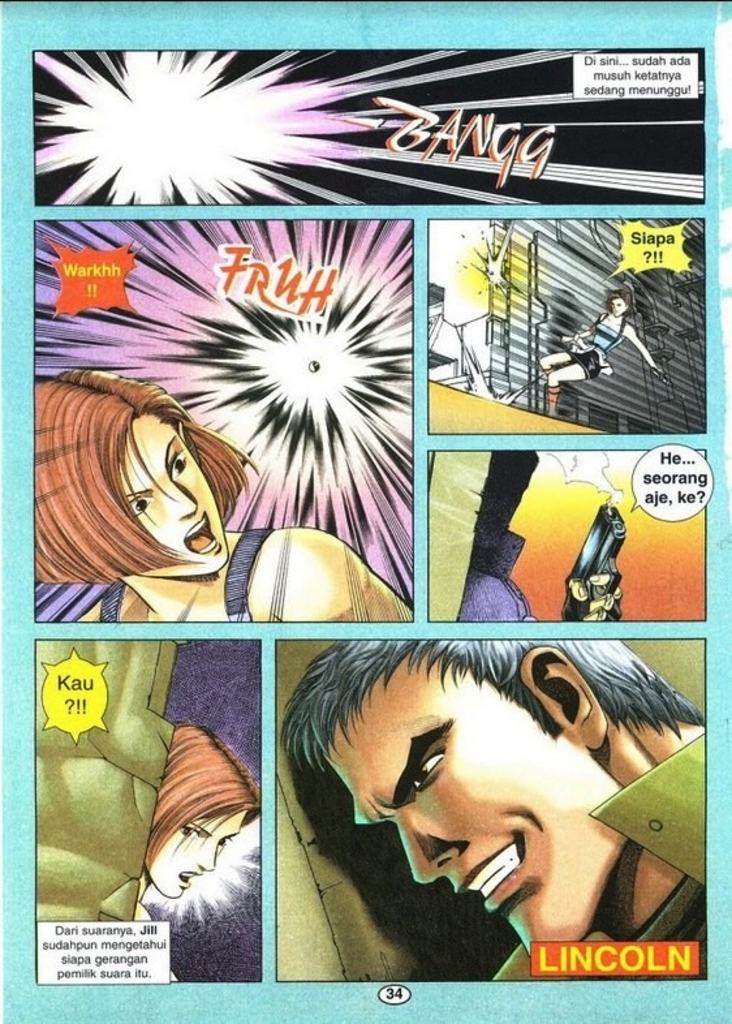 Di sini... sudah ada
musuh ketatnya
sedang menunggu!
BANGG
Warkhh
!!
FRUH
Siapa
?!!
He...
seorang
aje, ke?
Kau
?!!
Dari suaranya, Jill
sudahpun mengetahui
siapa gerangan
pemilik suara itu.
LINCOLN
34